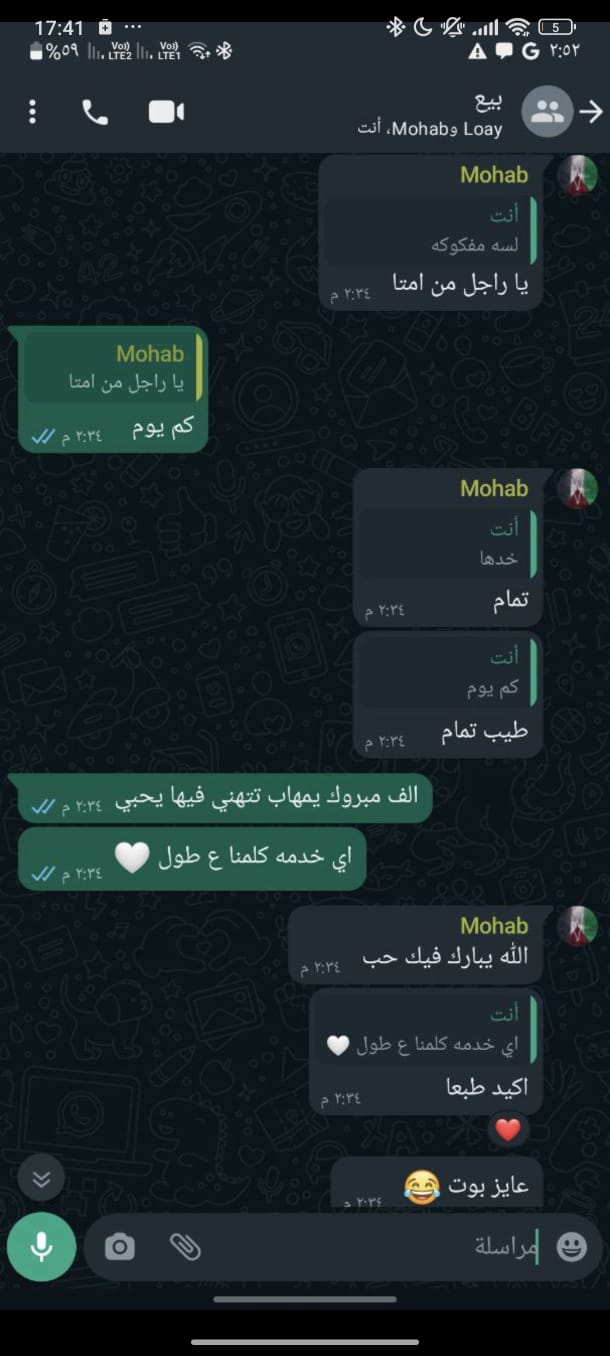 17:41 ... 5
%٥٩ Vo)) LTE2 Vo)) LTE1 G ٢:٥٢
بيع
Loay وMohab، أنت
Mohab
أنت
لسه مفكوكه
يا راجل من امتا ٢:٣٤ م
Mohab
يا راجل من امتا
كم يوم ٢:٣٤ م
Mohab
أنت
خدها
تمام ٢:٣٤ م
أنت
كم يوم
طيب تمام ٢:٣٤ م
الف مبروك يمهاب تتهني فيها يحبي ٢:٣٤ م
اي خدمه كلمنا ع طول 🤍 ٢:٣٤ م
Mohab
الله يبارك فيك حب ٢:٣٤ م
أنت
اي خدمه كلمنا ع طول 🤍
اكيد طبعا ٢:٣٤ م
❤️
عايز بوت 😂 ٢:٣٤ م
مراسلة